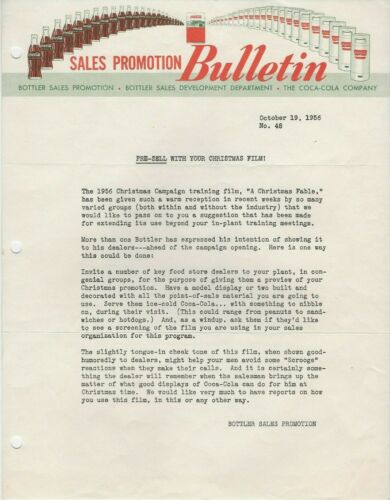 SALES PROMOTION Bulletin
BOTTLER SALES PROMOTION • BOTTLER SALES DEVELOPMENT DEPARTMENT • THE COCA-COLA COMPANY
October 19, 1956
No. 48
PRE-SELL WITH YOUR CHRISTMAS FILM!
The 1956 Christmas Campaign training film, "A Christmas Fable,"
has been given such a warm reception in recent weeks by so many
varied groups (both within and without the industry) that we
would like to pass on to you a suggestion that has been made
for extending its use beyond your in-plant training meetings.
More than one Bottler has expressed his intention of showing it
to his dealers---ahead of the campaign opening. Here is one way
this could be done:
Invite a number of key food store dealers to your plant, in con-
genial groups, for the purpose of giving them a preview of your
Christmas promotion. Have a model display or two built and
decorated with all the point-of-sale material you are going to
use. Serve them ice-cold Coca-Cola... with something to nibble
on, during their visit. (This could range from peanuts to sand-
wiches or hotdogs.) And, as a windup, ask them if they'd like
to see a screening of the film you are using in your sales
organization for this program.
The slightly tongue-in cheek tone of this film, when shown good-
humoredly to dealers, might help your men avoid some "Scrooge"
reactions when they make their calls. And it is certainly some-
thing the dealer will remember when the salesman brings up the
matter of what good displays of Coca-Cola can do for him at
Christmas time. We would like very much to have reports on how
you use this film, in this or any other way.
BOTTLER SALES PROMOTION